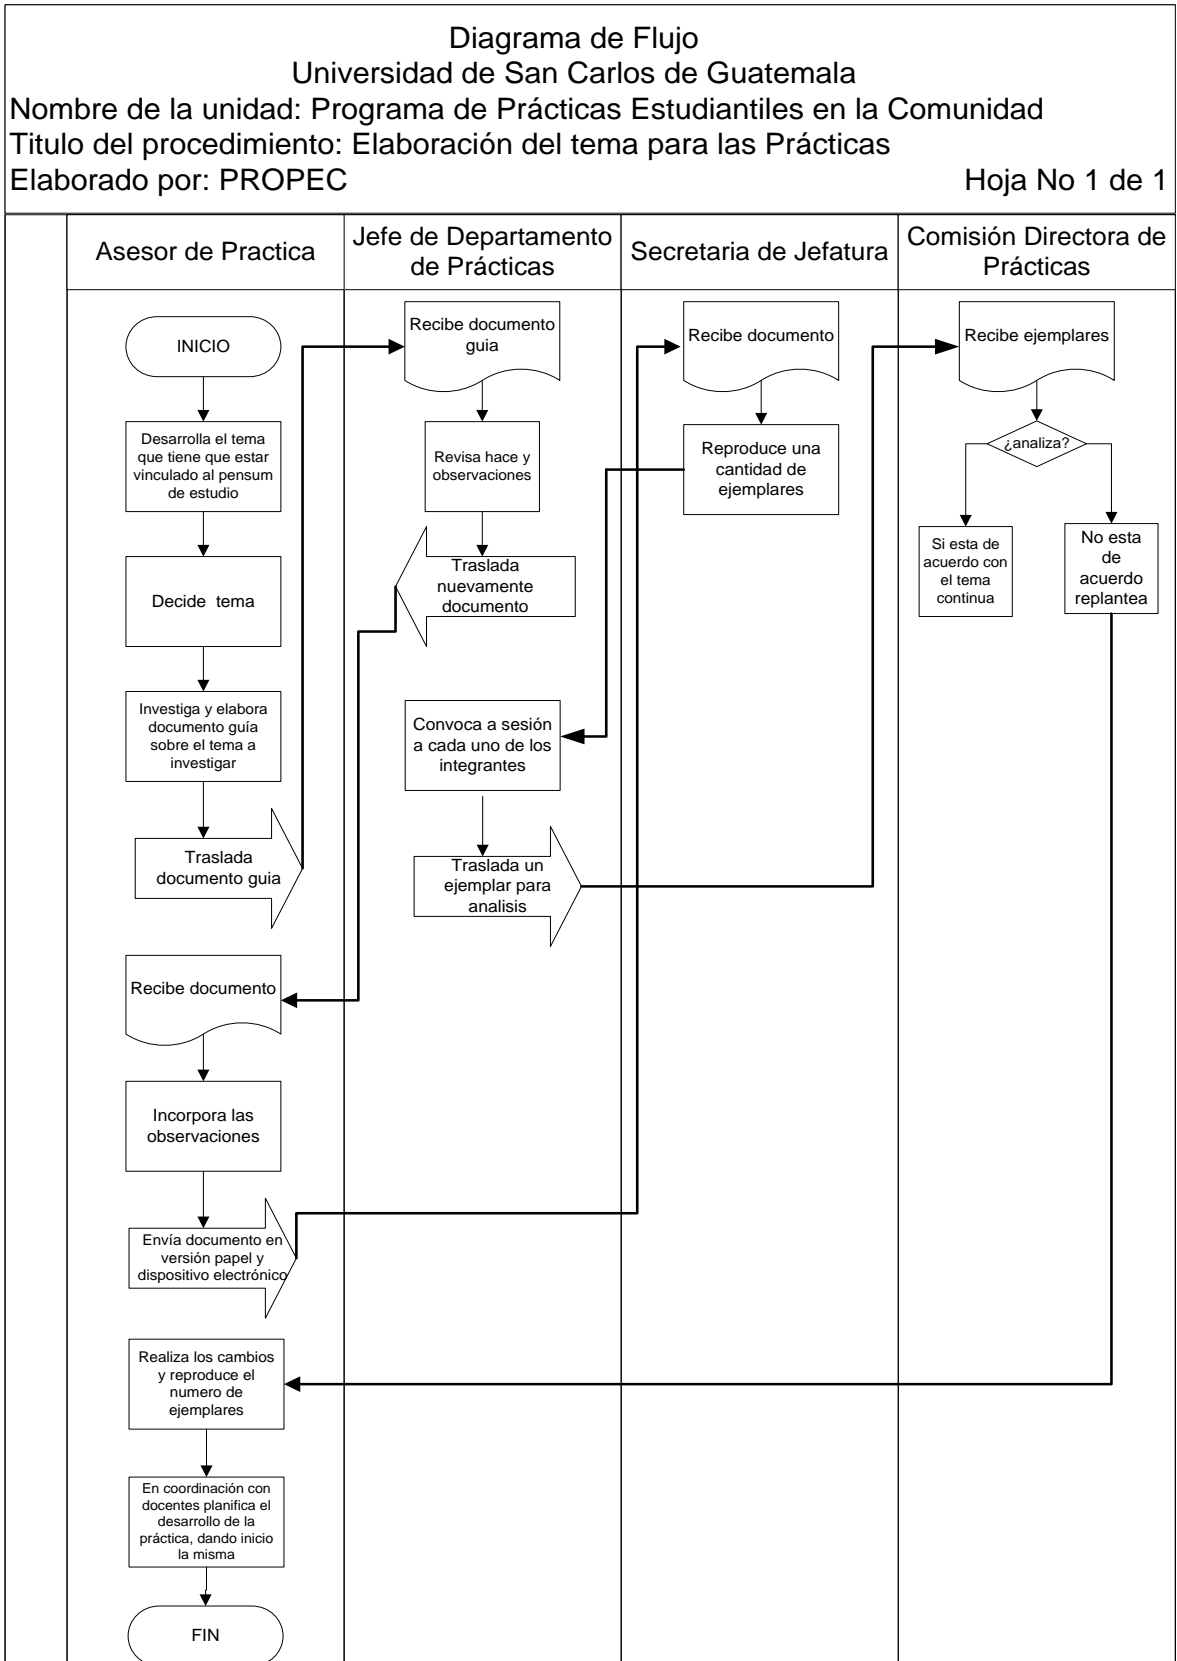 Diagrama de Flujo
Universidad de San Carlos de Guatemala
Nombre de la unidad: Programa de Prácticas Estudiantiles en la Comunidad
Titulo del procedimiento: Elaboración del tema para las Prácticas
Elaborado por: PROPEC
Hoja No 1 de 1
Asesor de Practica
Jefe de Departamento
de Prácticas
Secretaria de Jefatura
Comisión Directora de
Prácticas
INICIO
Desarrolla el tema
que tiene que estar
vinculado al pensum
de estudio
Decide tema
Investiga y elabora
documento guía
sobre el tema a
investigar
Traslada
documento guia
Recibe documento
Incorpora las
observaciones
Envía documento en
versión papel y
dispositivo electrónico
Realiza los cambios
y reproduce el
numero de
ejemplares
En coordinación con
docentes planifica el
desarrollo de la
práctica, dando inicio
la misma
FIN
Recibe documento
guia
Revisa hace y
observaciones
Traslada
nuevamente
documento
Convoca a sesión
a cada uno de los
integrantes
Traslada un
ejemplar para
analisis
Recibe documento
Reproduce una
cantidad de
ejemplares
Recibe ejemplares
¿analiza?
Si esta de
acuerdo con
el tema
continua
No esta
de
acuerdo
replantea